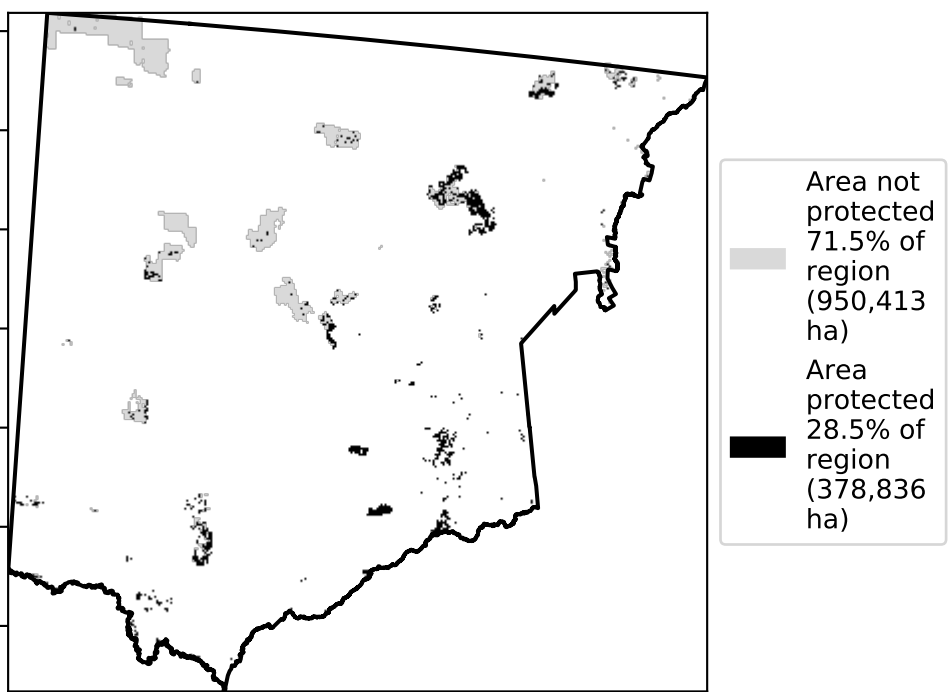 Area not
protected
71.5% of
region
(950,413
ha)
Area
protected
28.5% of
region
(378,836
ha)